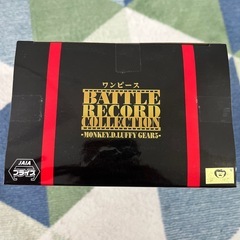 ワンピース
BATTLE
RECORD
COLLECTION
-MONKEY.D.LUFFY GEAR5-
JAIA
プライズ